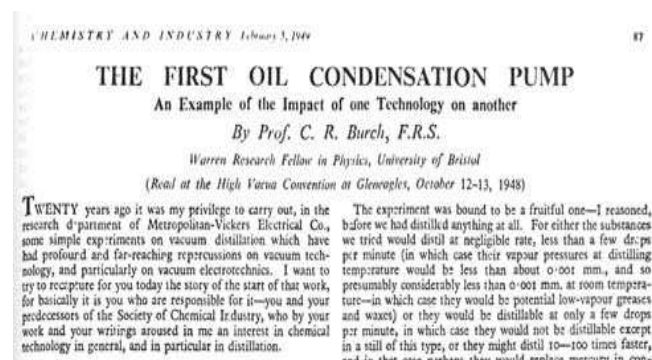 CHEMISTRY AND INDUSTRY February 5, 1949
87
THE FIRST OIL CONDENSATION PUMP
An Example of the Impact of one Technology on another
By Prof. C. R. Burch, F.R.S.
Warren Research Fellow in Physics, University of Bristol
(Read at the High Vacua Convention at Gleneagles, October 12-13, 1948)
TWENTY years ago it was my privilege to carry out, in the
research department of Metropolitan-Vickers Electrical Co.,
some simple experiments on vacuum distillation which have
had profound and far-reaching repercussions on vacuum tech-
nology, and particularly on vacuum electrotechnics. I want
to try to recapture for you today the story of the start of that work,
for basically it is you who are responsible for it—you and your
predecessors of the Society of Chemical Industry, who by your
work and your writings aroused in me an interest in chemical
technology in general, and in particular in distillation.
The experiment was bound to be a fruitful one—I reasoned,
before we had distilled anything at all. For either the substances
we tried would distil at negligible rate, less than a few drops
per minute (in which case their vapour pressures at distilling
temperature would be less than about 0·001 mm., and so
presumably considerably less than 0·001 mm. at room tempera-
ture—in which case they would be potential low-vapour greases
and waxes) or they would be distillable at only a few drops
per minute, in which case they would not be distillable except
in a still of this type, or they might distil 10—100 times faster,
and in that case perhaps they would replace mercury in con-